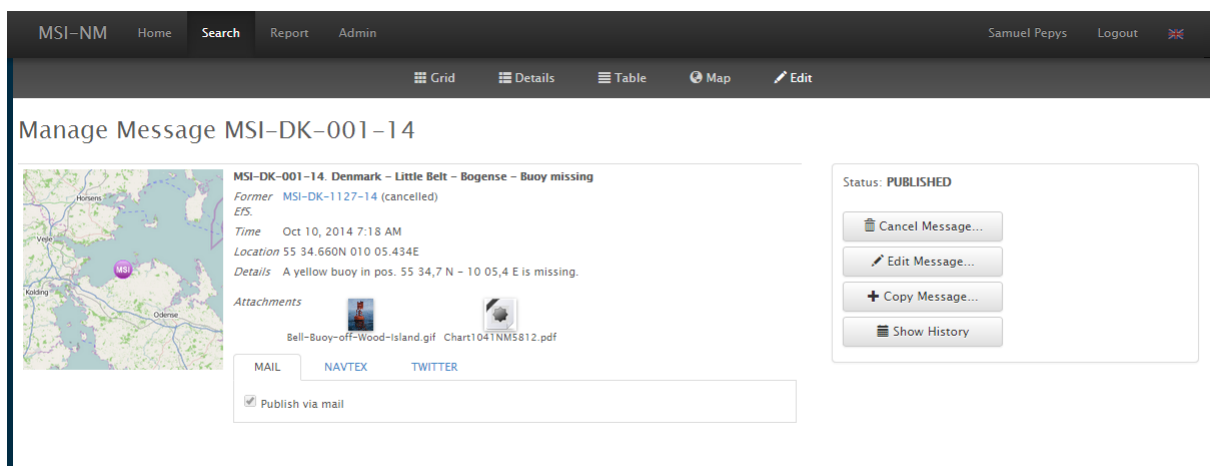 MSI-NM Home Search Report Admin Samuel Pepys Logout
Grid Details Table Map Edit
Manage Message MSI-DK-001-14
Horsens
Vejle
MSI
Kolding
Odense
MSI-DK-001-14. Denmark - Little Belt - Bogense - Buoy missing
Former MSI-DK-1127-14 (cancelled)
EfS.
Time Oct 10, 2014 7:18 AM
Location 55 34.660N 010 05.434E
Details A yellow buoy in pos. 55 34,7 N - 10 05,4 E is missing.
Attachments
Bell-Buoy-off-Wood-Island.gif Chart1041NM5812.pdf
MAIL NAVTEX TWITTER
Publish via mail
Status: PUBLISHED
Cancel Message...
Edit Message...
Copy Message...
Show History